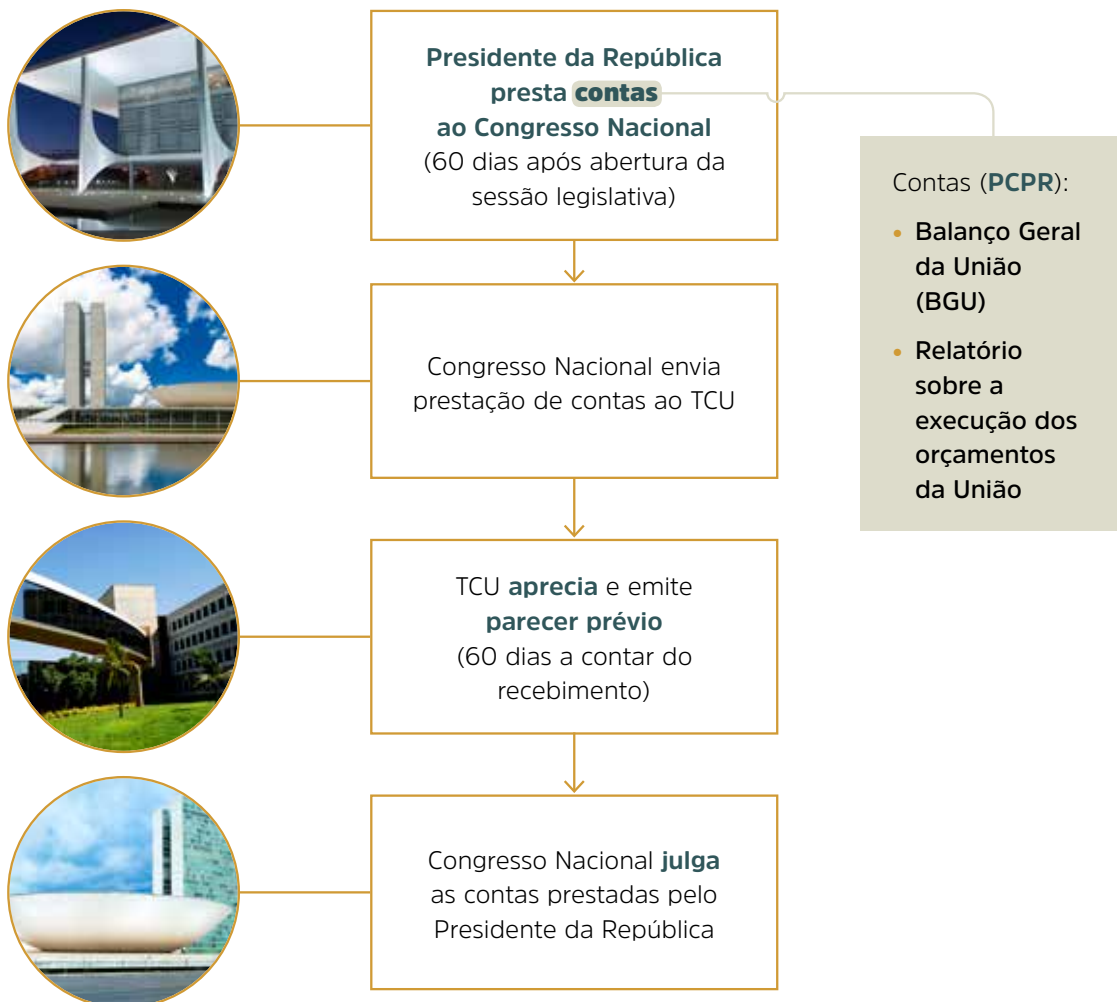 Presidente da República
presta contas
ao Congresso Nacional
(60 dias após abertura da
sessão legislativa)
Contas (PCPR):
• Balanço Geral
da União
(BGU)
• Relatório
sobre a
execução dos
orçamentos
da União
Congresso Nacional envia
prestação de contas ao TCU
TCU aprecia e emite
parecer prévio
(60 dias a contar do
recebimento)
Congresso Nacional julga
as contas prestadas pelo
Presidente da República